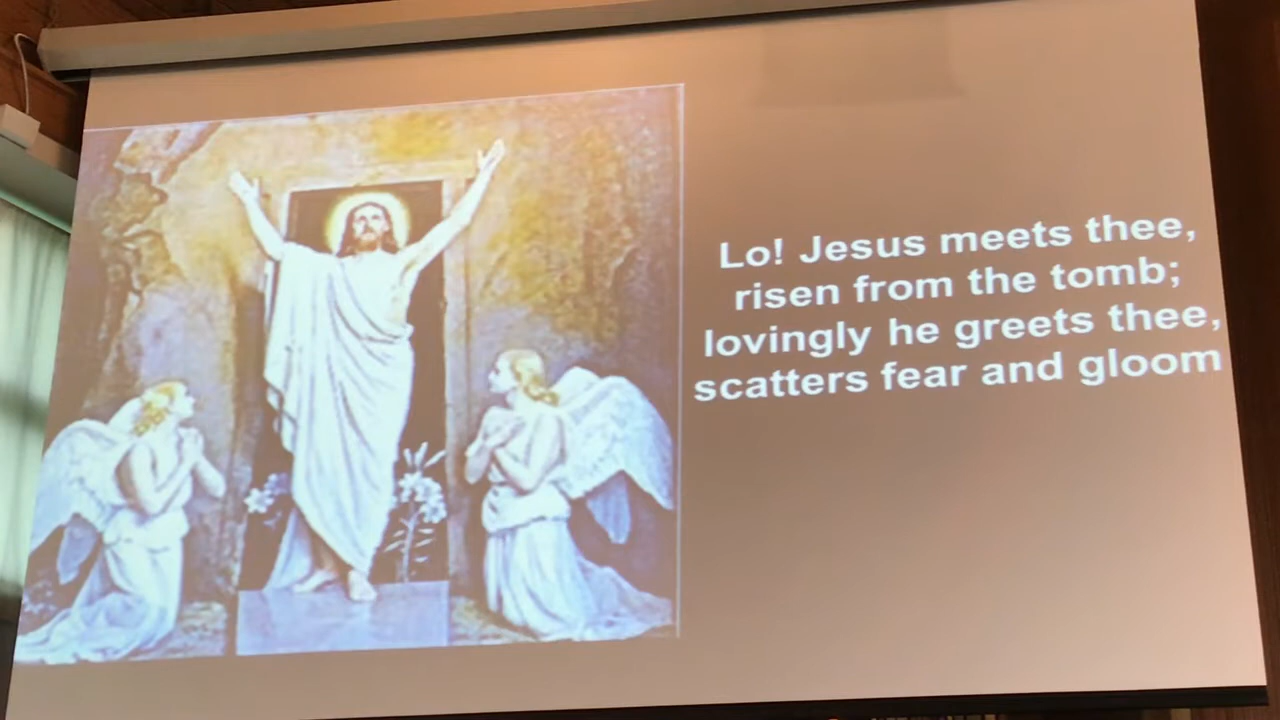 Lo! Jesus meets thee,
risen from the tomb;
lovingly he greets thee,
scatters fear and gloom